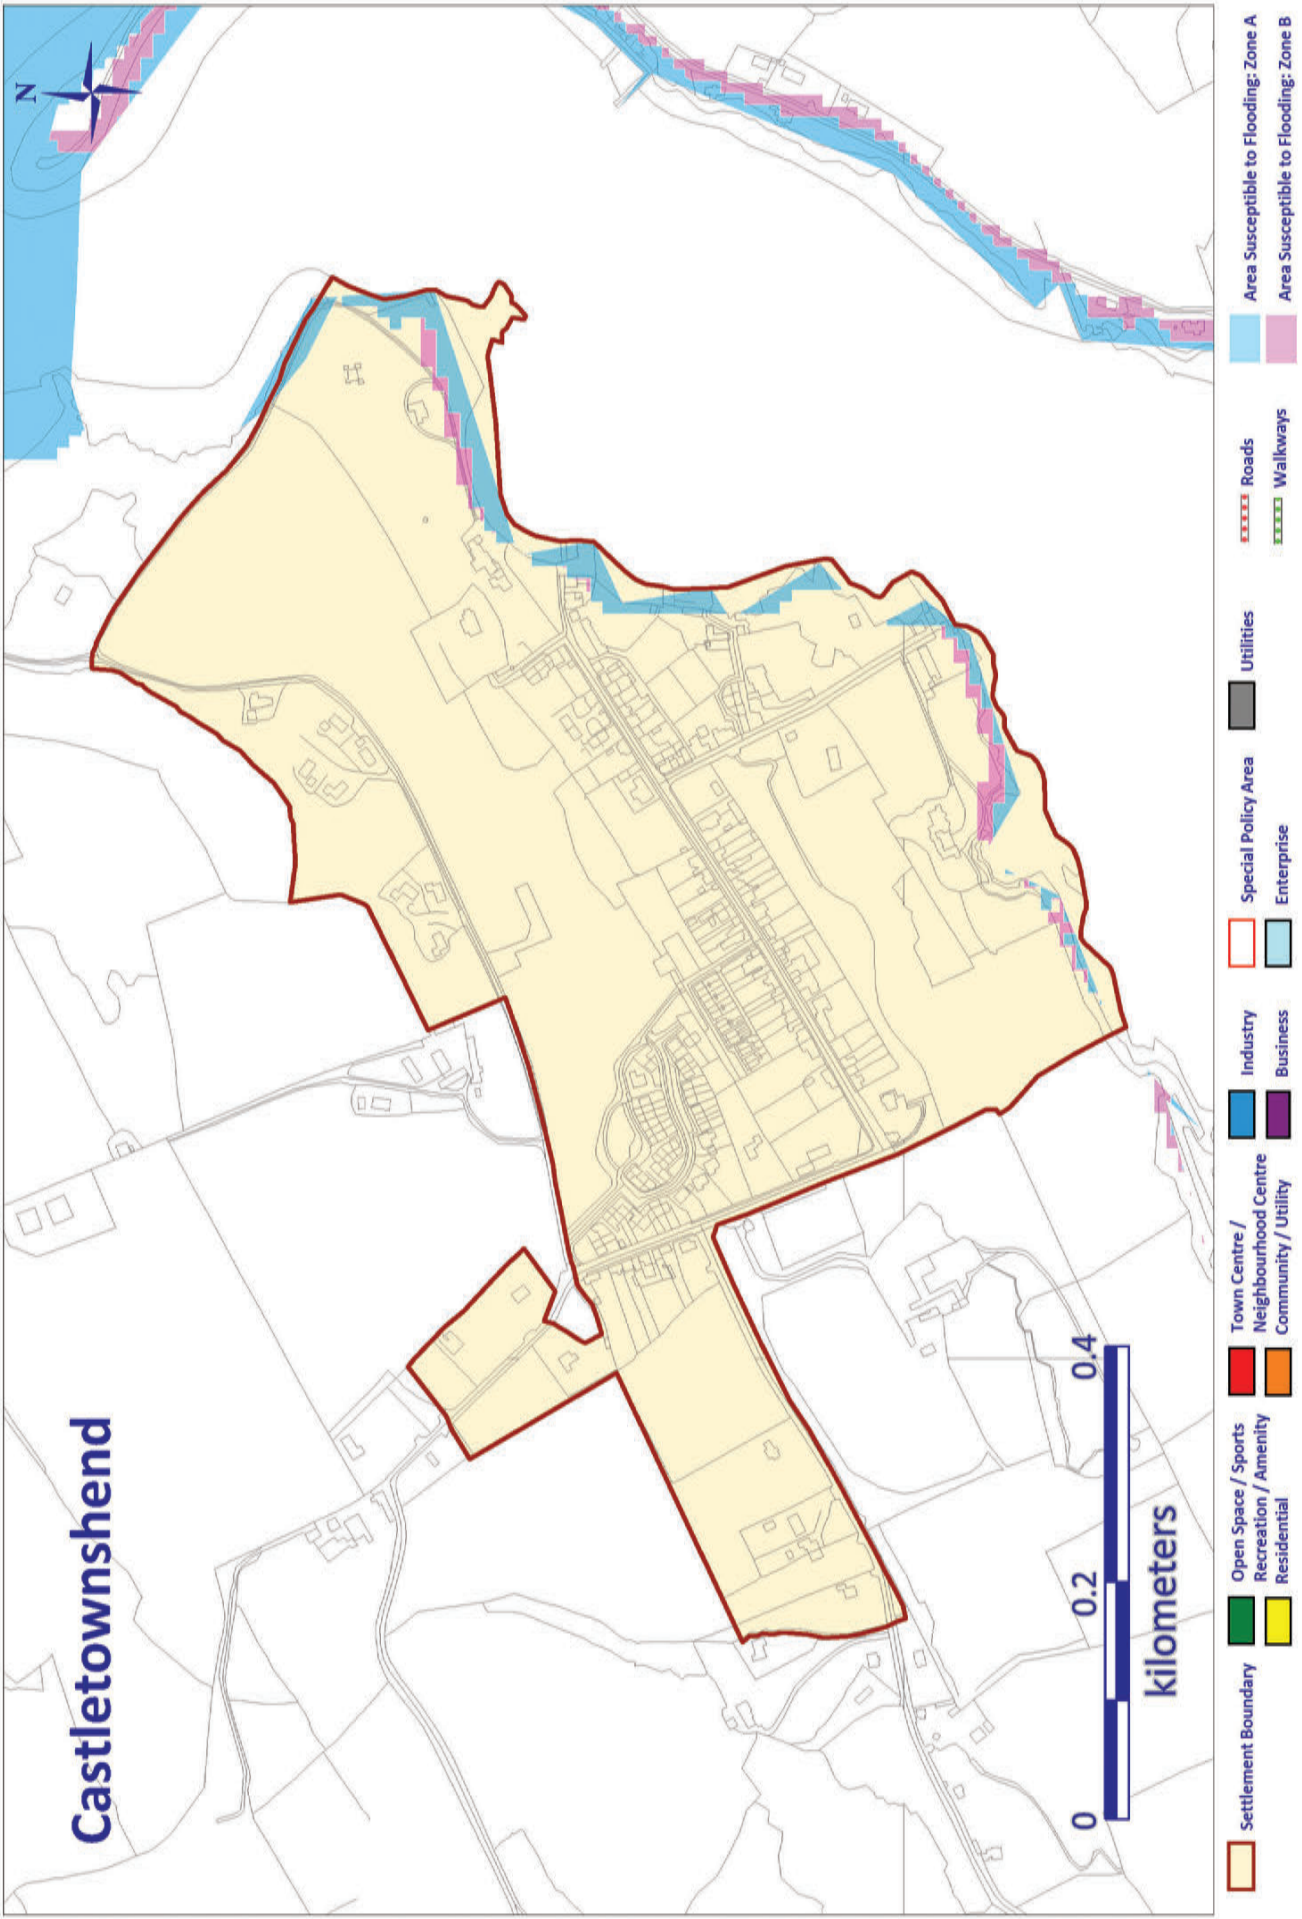 Castletownshend
N
0 0.2 0.4
kilometers
Settlement Boundary
Open Space / Sports
Recreation / Amenity
Residential
Town Centre /
Neighbourhood Centre
Community / Utility
Industry
Business
Special Policy Area
Enterprise
Utilities
Roads
Walkways
Area Susceptible to Flooding: Zone A
Area Susceptible to Flooding: Zone B